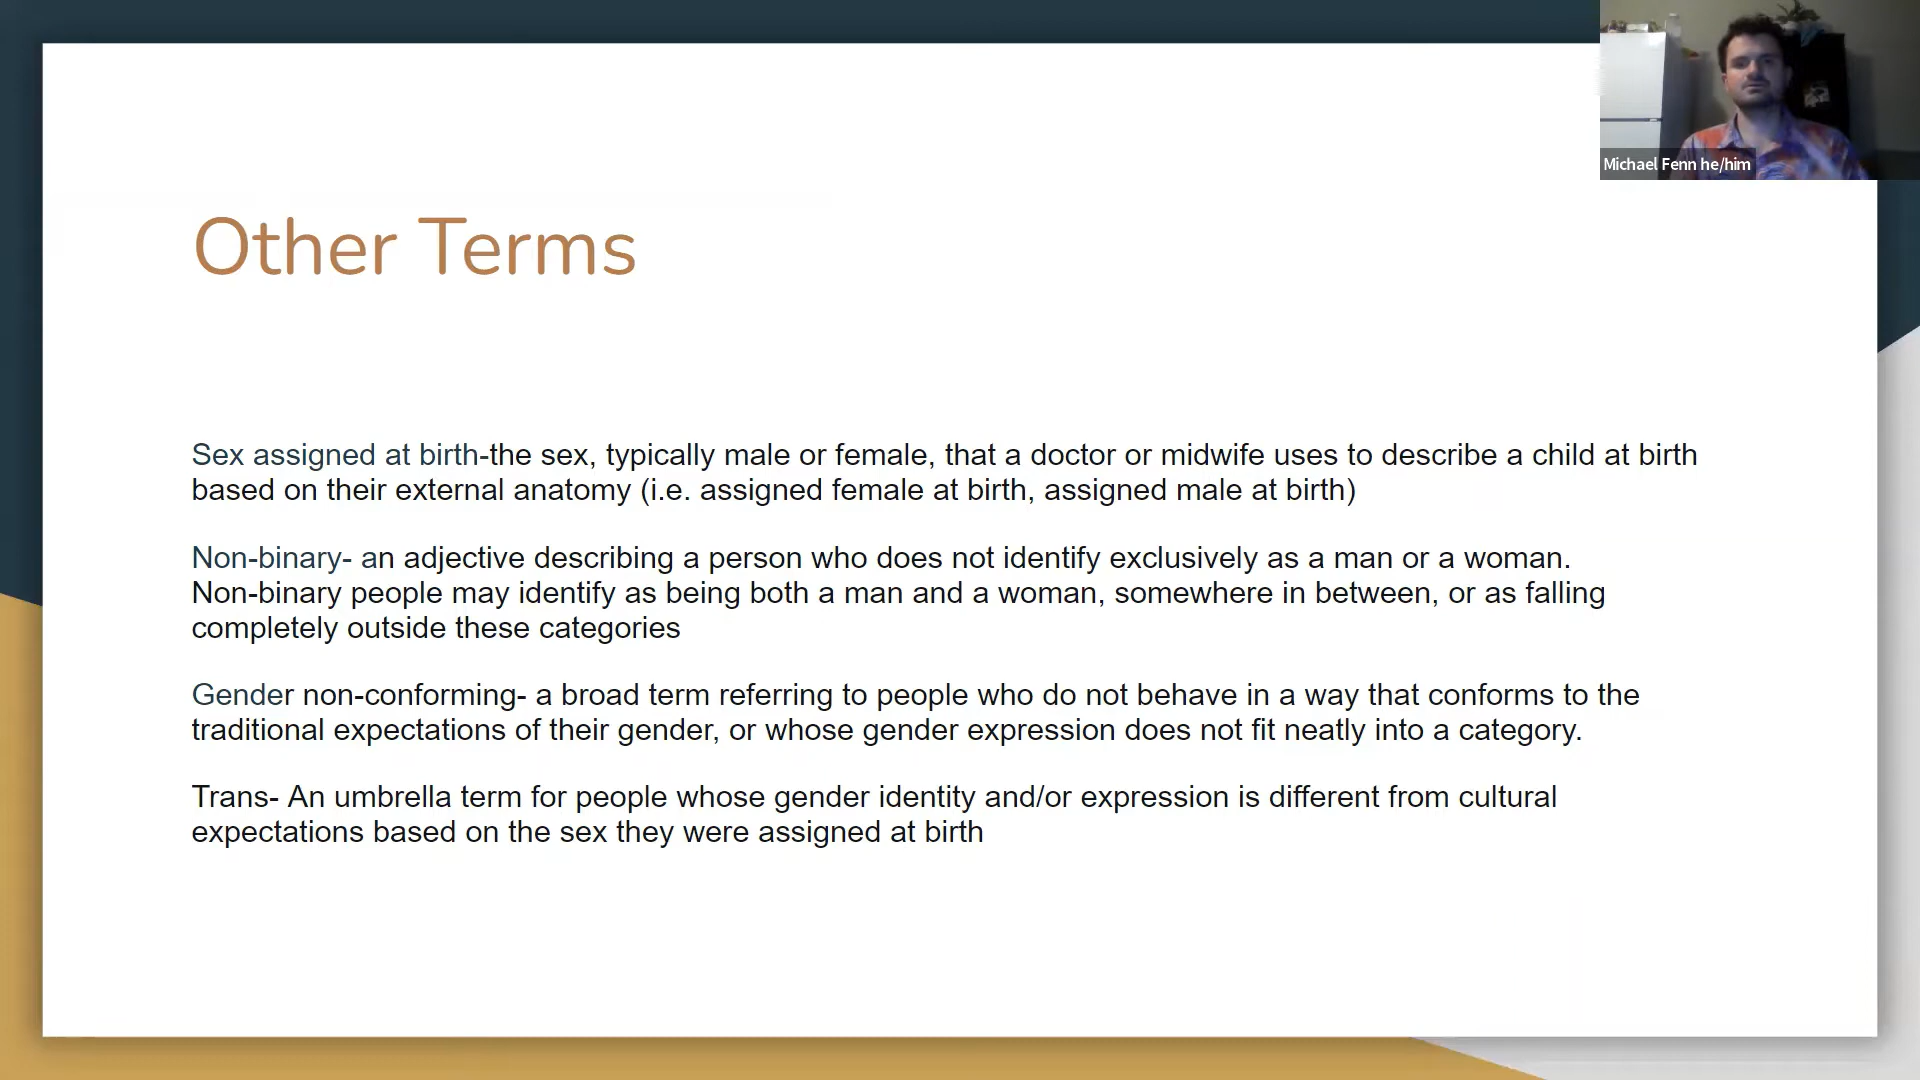 Michael Fenn he/him
Other Terms
Sex assigned at birth-the sex, typically male or female, that a doctor or midwife uses to describe a child at birth
based on their external anatomy (i.e. assigned female at birth, assigned male at birth)
Non-binary- an adjective describing a person who does not identify exclusively as a man or a woman.
Non-binary people may identify as being both a man and a woman, somewhere in between, or as falling
completely outside these categories
Gender non-conforming- a broad term referring to people who do not behave in a way that conforms to the
traditional expectations of their gender, or whose gender expression does not fit neatly into a category.
Trans- An umbrella term for people whose gender identity and/or expression is different from cultural
expectations based on the sex they were assigned at birth